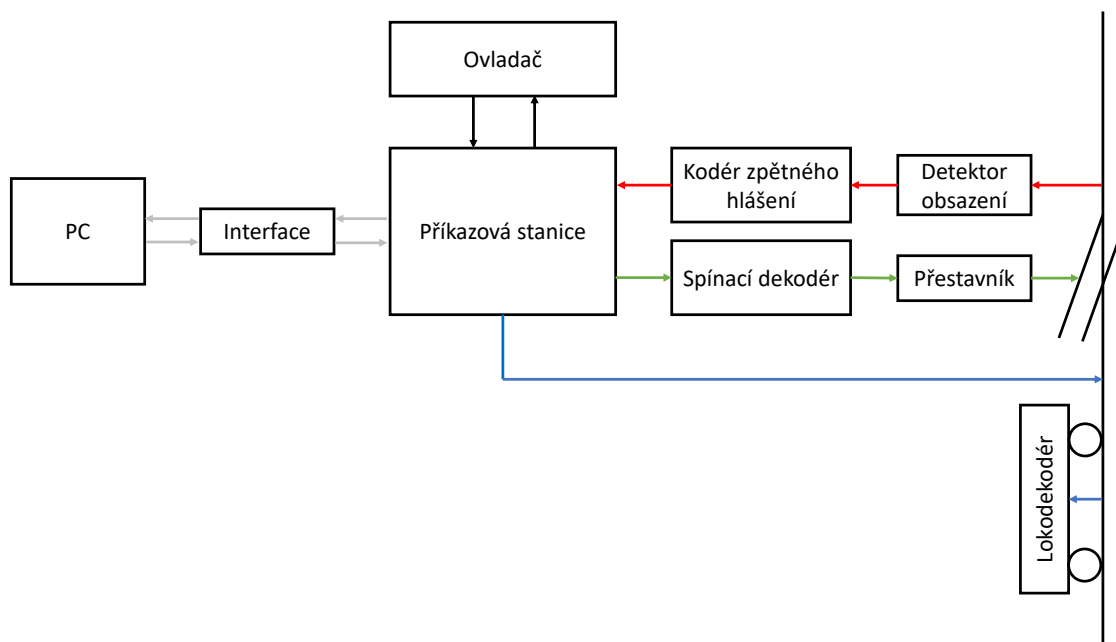 Ovladač
Kodér zpětného
hlášení
Detektor
obsazení
PC
Interface
Příkazová stanice
Spínací dekodér
Přestavník
Lokodekodér